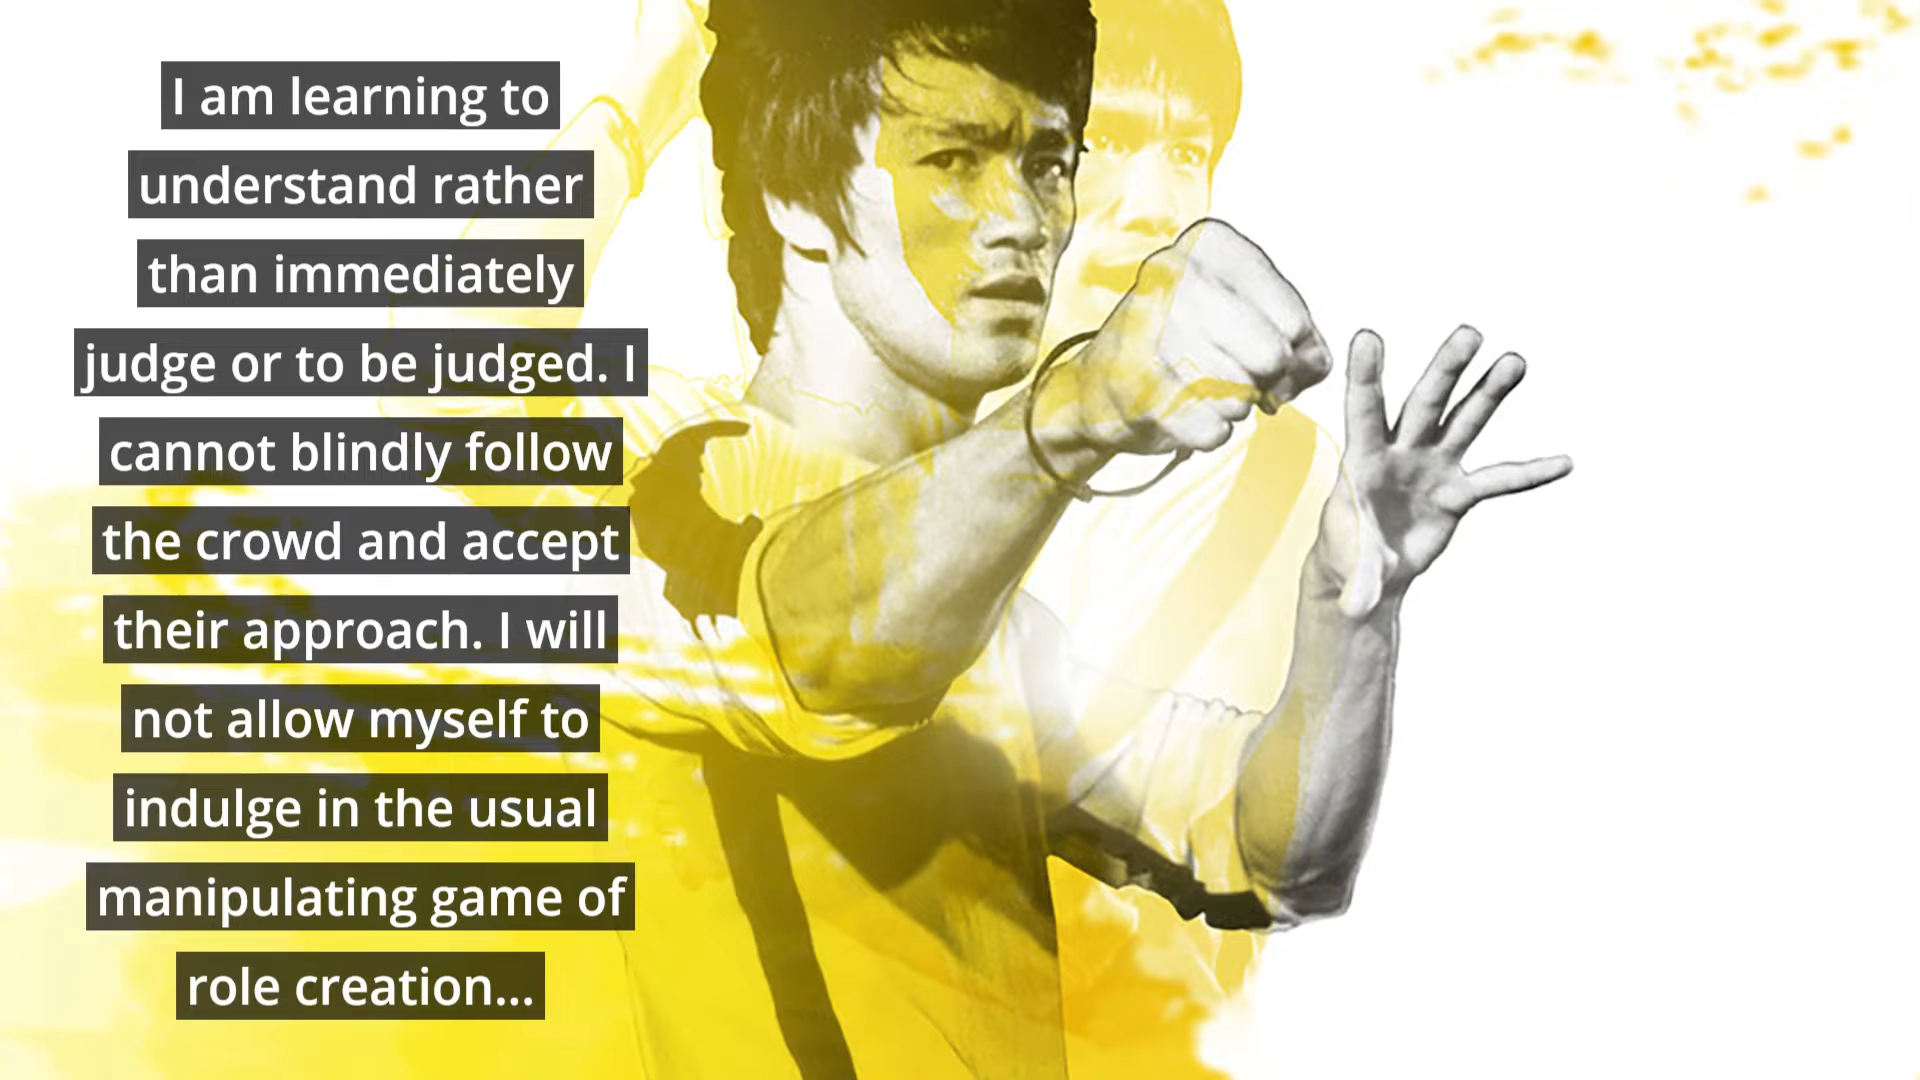 I am learning to
understand rather
than immediately
judge or to be judged. I
cannot blindly follow
the crowd and accept
their approach. I will
not allow myself to
indulge in the usual
manipulating game of
role creation...